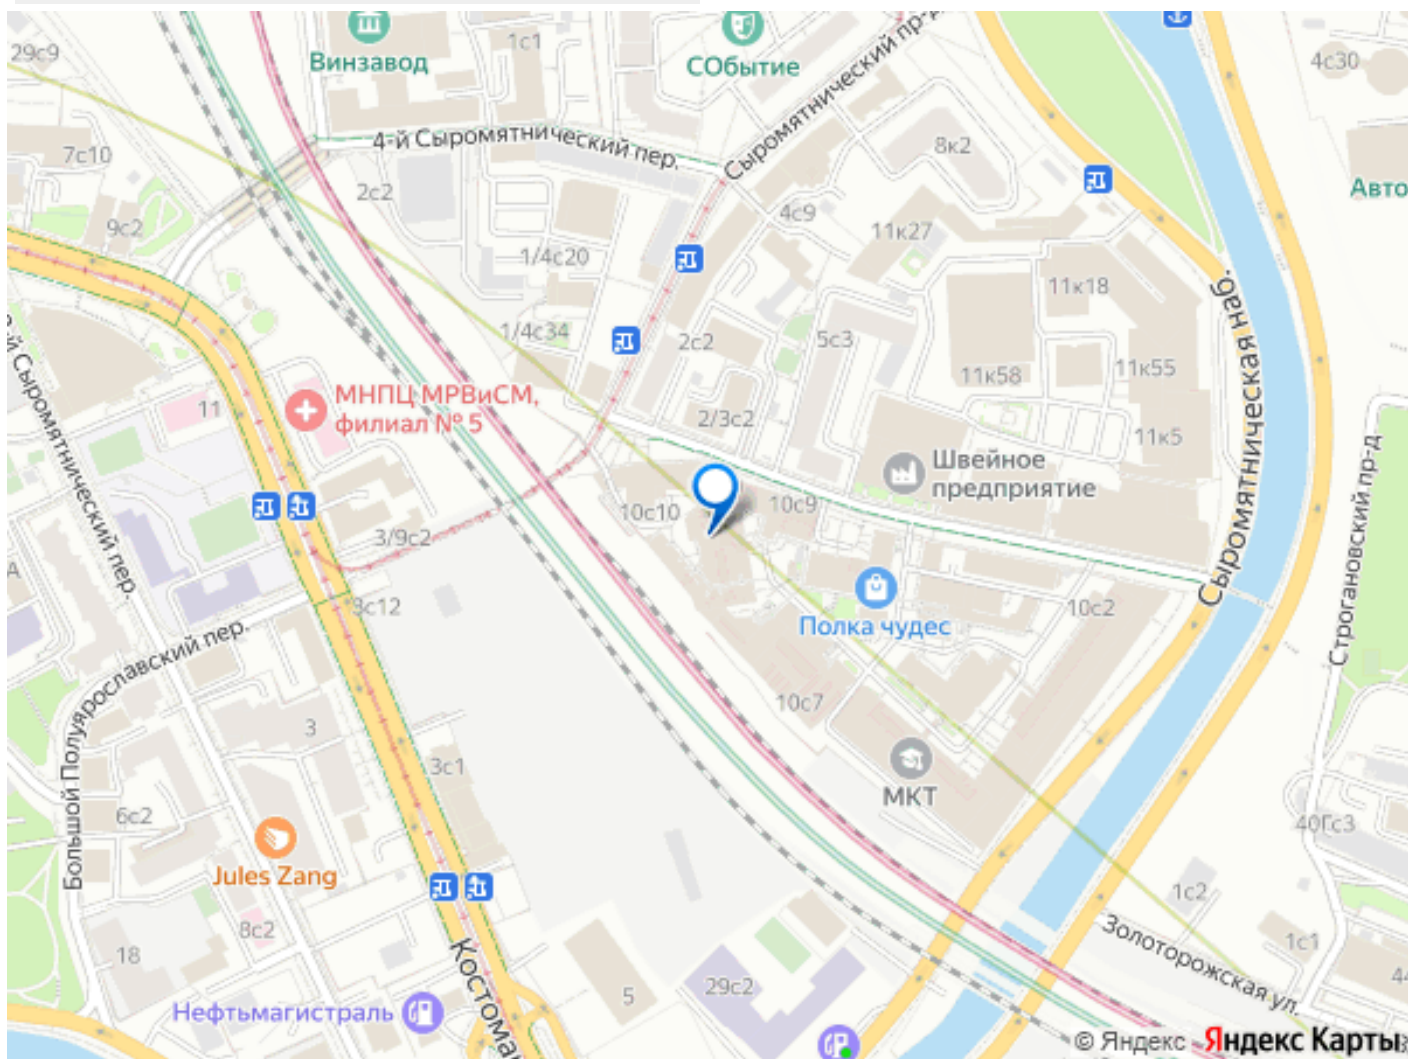 29с9
Винзавод
1с1
СОбытие
Сыромятнический пр-д
4с30
4-й Сыромятнический пер.
7с10
8к2
Авто
2с2
4с9
9с2
11к27
1/4с20
11к18
Сыромятническая наб.
1/4с34
2с2
5с3
11к58
11к55
-й Сыромятнический пер.
11
МНПЦ МРВиСМ,
филиал № 5
2/3с2
11к5
Швейное
предприятие
Строгановский пр-д
10с10
10с9
3/9с2
А
3с12
Полка чудес
10с2
Большой Полуярославский пер.
10с7
3
3с1
МКТ
6с2
40Гс3
Jules Zang
1с2
8с2
Золоторожская ул.
1с1
18
Костома
5
29с2
44
Нефтьмагистраль
© Яндекс Яндекс Карты